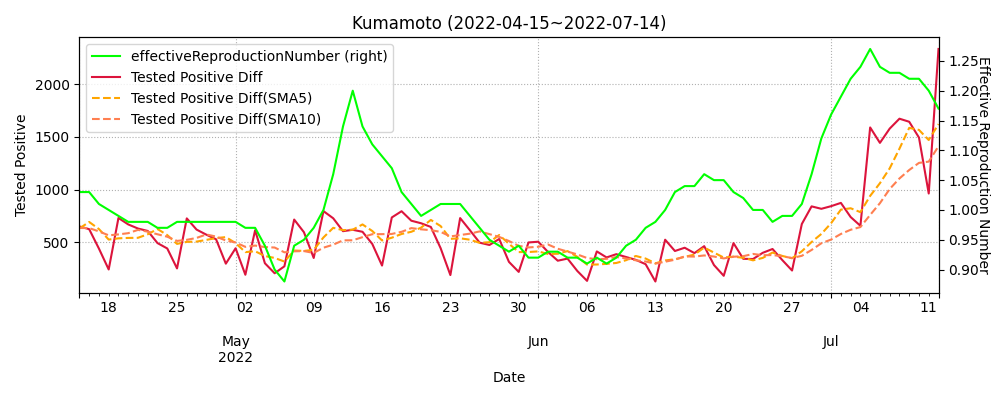 Kumamoto (2022-04-15~2022-07-14)
effectiveReproductionNumber (right)
Tested Positive Diff
Tested Positive Diff(SMA5)
Tested Positive Diff(SMA10)
Tested Positive
2000
1500
1000
500
1.25
1.20
1.15
1.10
1.05
1.00
0.95
0.90
Effective Reproduction Number
18 25 02 09 16 23 30 06 13 20 27 04 11
May Jun Jul
2022
Date